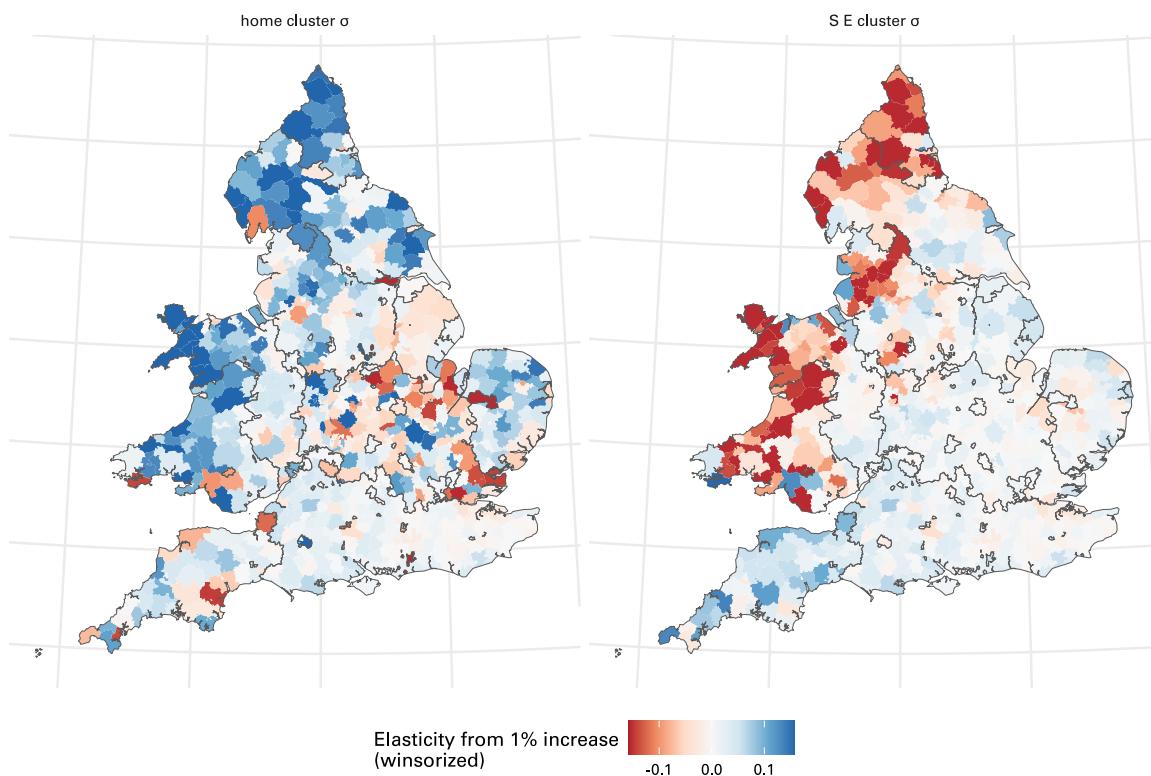 home cluster σ
S E cluster σ
Elasticity from 1% increase
(winsorized)
-0.1 0.0 0.1